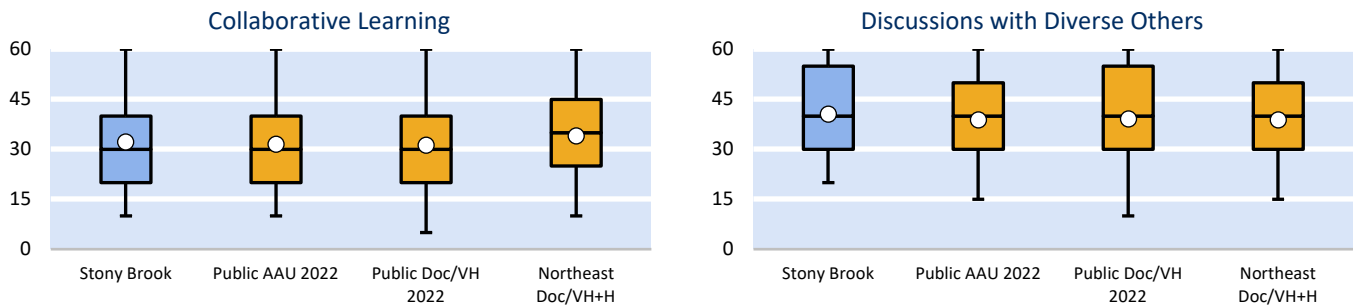 Collaborative Learning
60
45
30
15
0
Stony Brook
Public AAU 2022
Public Doc/VH
2022
Northeast
Doc/VH+H
Discussions with Diverse Others
60
45
30
15
0
Stony Brook
Public AAU 2022
Public Doc/VH
2022
Northeast
Doc/VH+H